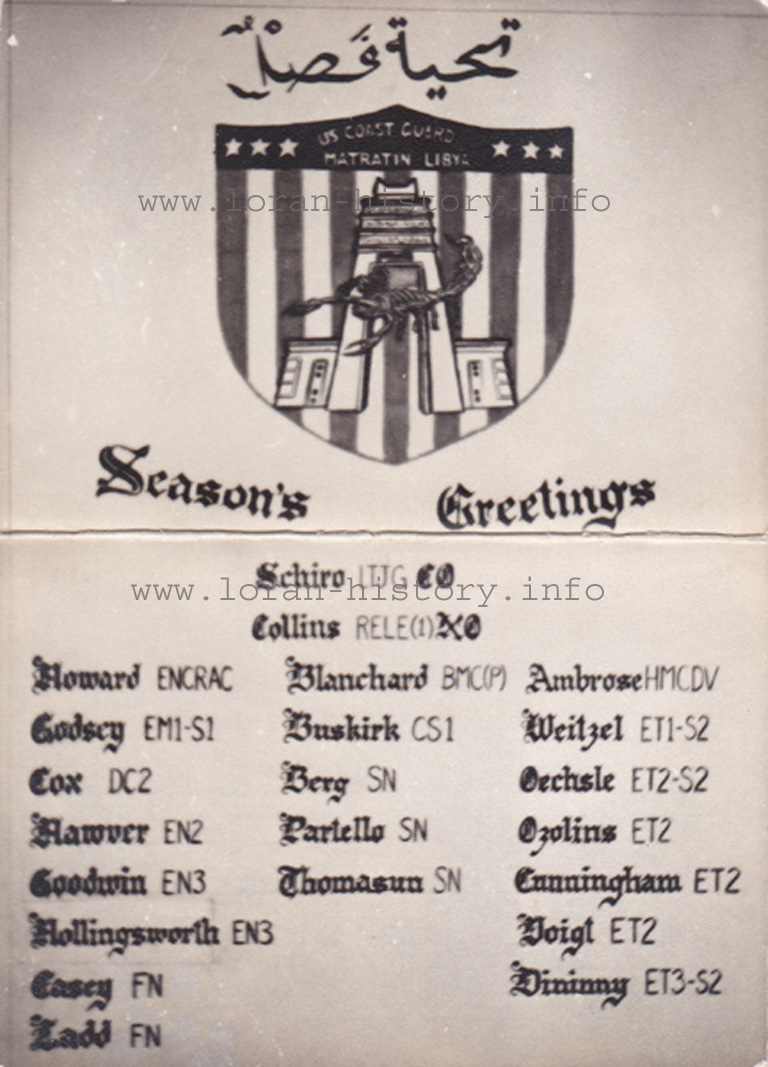 تحية فصل
US COAST GUARD
MATRATIN LIBYA
www.loran-history.info
Season's Greetings
Schiro LTJG CO
www.loran-history.info
Collins RELE(1) XO
Howard ENCRAC Blanchard BMC(P) Ambrose HMCDV
Godsey EM1-S1 Buskirk CS1 Weitzel ET1-S2
Cox DC2 Berg SN Oechsle ET2-S2
Hawver EN2 Partello SN Ozolins ET2
Goodwin EN3 Thomasun SN Cunningham ET2
Hollingsworth EN3 Voigt ET2
Casey FN Dininny ET3-S2
Ladd FN